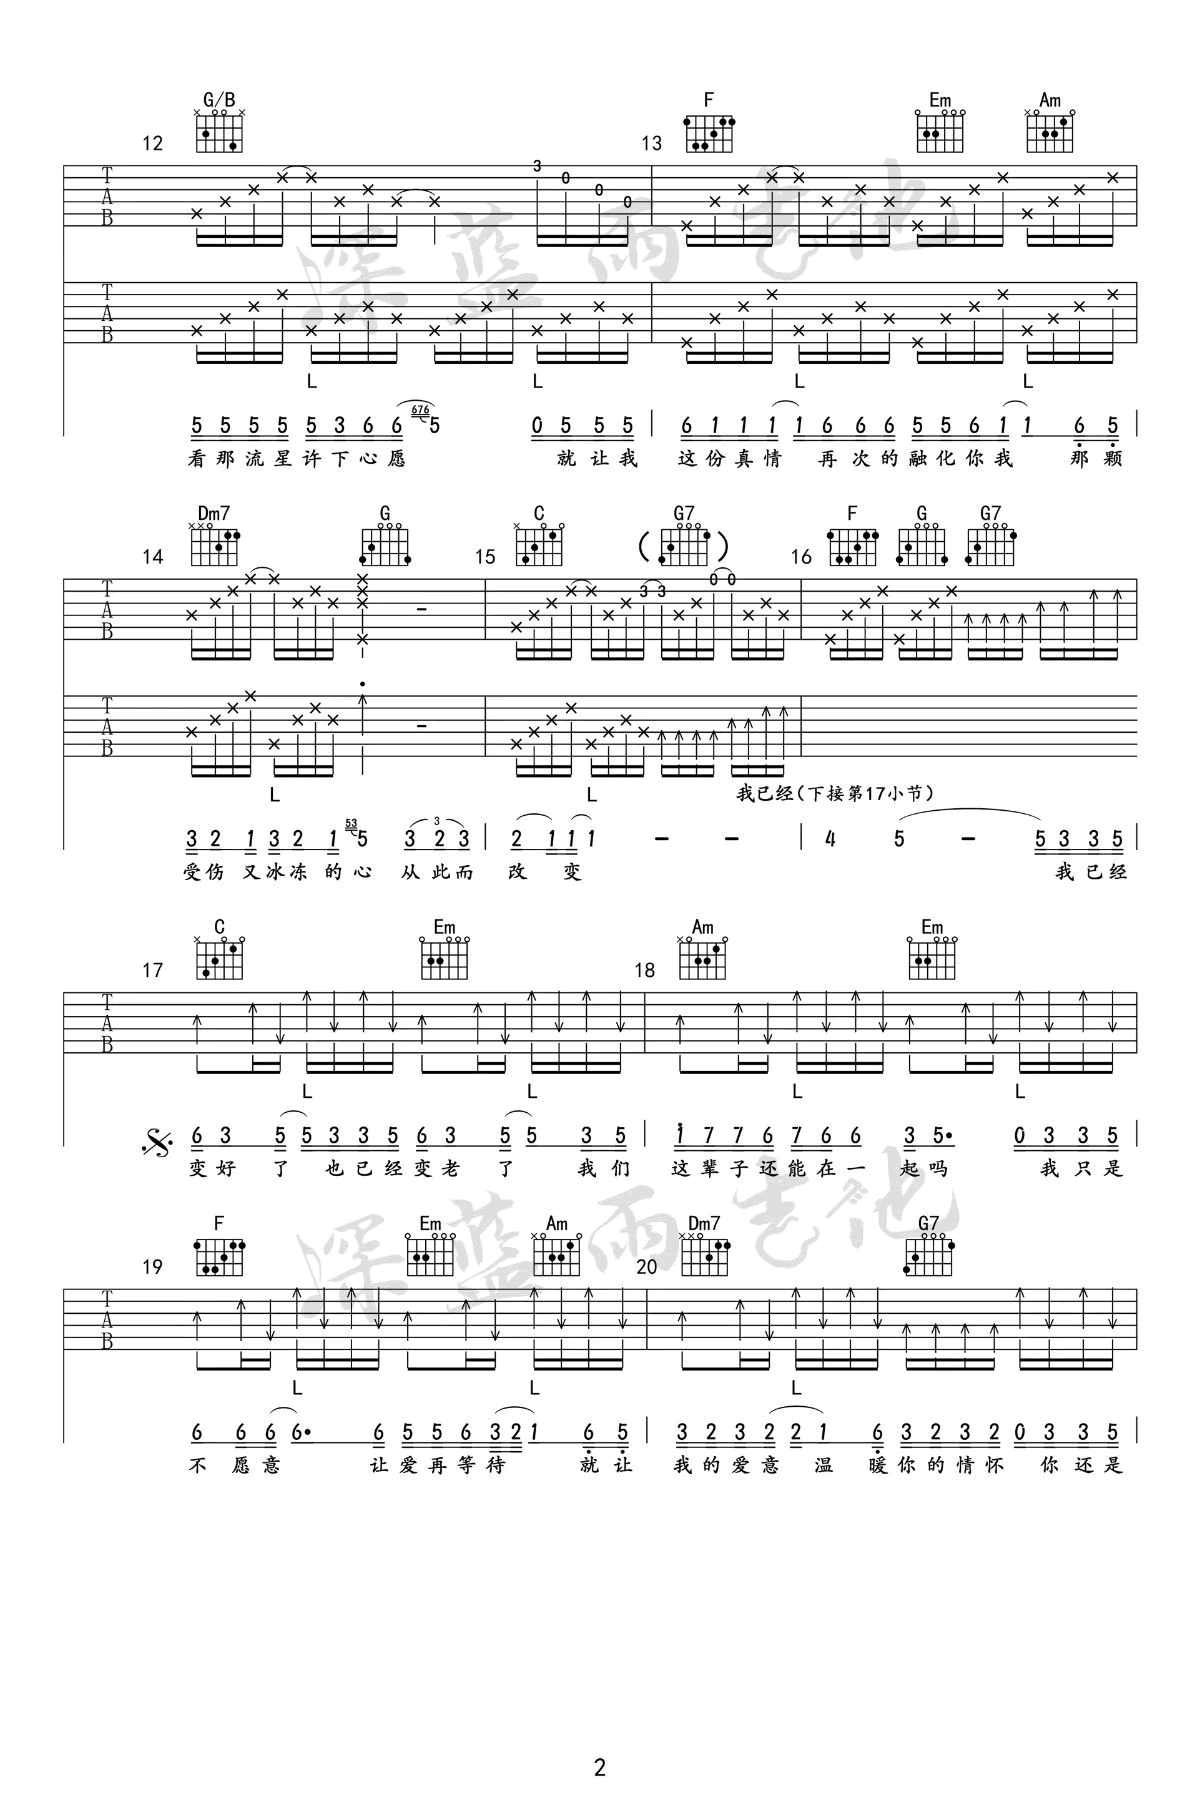 G/B F Em Am
12 13
T A B 3 0 0 0
T A B
L L L L
5 5 5 5 5 3 6 6 676 5 0 5 5 5 6 1 1 1 1 6 6 6 5 5 6 1 1 6 5
看那流星许下心愿 就让我 这份真情 再次的融化你我 那颗
Dm7 G C (G7) F G G7
14 15 16
T A B - 3 3 0 0
T A B -
L L 我已经(下接第17小节)
3 2 1 3 2 1 53 5 3 2 3 2 1 1 1 - - 4 5 - 5 3 3 5
受伤 又冰冻 的心 从此而 改 变 我已经
C Em Am Em
17 18
T A B
L L L L
6 3 5 5 3 3 5 6 3 5 5 3 5 1 7 7 6 7 6 6 3 5• 0 3 3 5
变好 了 也已经变老 了 我们 这辈子还能在一 起吗 我只是
F Em Am Dm7 G7
19 20
T A B
L L L
6 6 6 6• 6 5 5 6 3 2 1 6 5 3 2 3 2 2 1 6 3 2 3 2 0 3 3 5
不 愿意 让爱再等待 就让 我的爱意 温 暖你的情怀 你还是
深蓝雨吉他
深蓝雨吉他
2